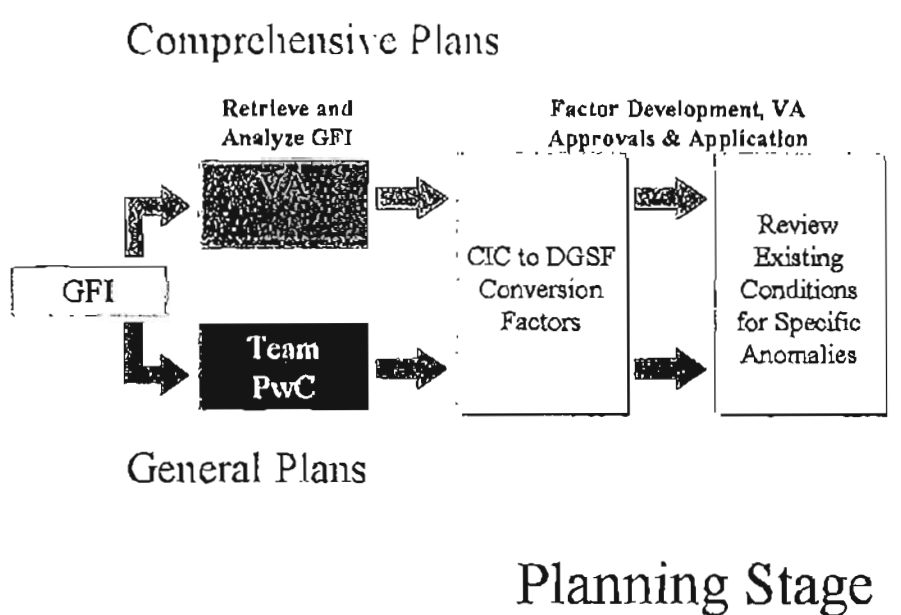 Comprehensive Plans
Retrieve and
Analyze GFI
Factor Development, VA
Approvals & Application
VA
GFI
Team
PwC
CIC to DGSF
Conversion
Factors
Review
Existing
Conditions
for Specific
Anomalies
General Plans
Planning Stage